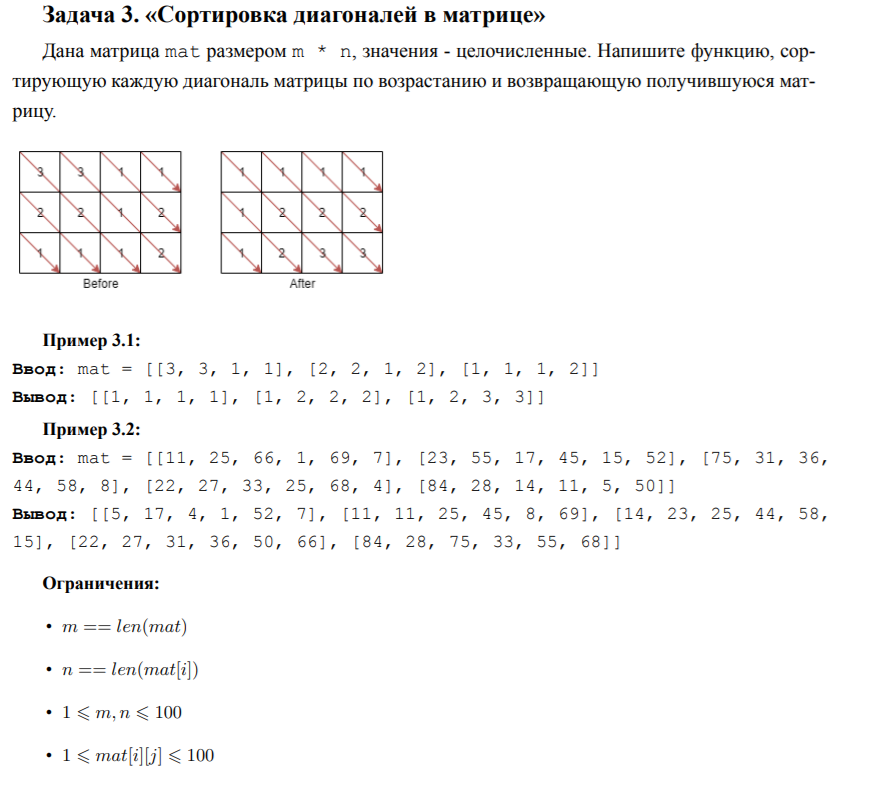 Задача 3. «Сортировка диагоналей в матрице»
Дана матрица mat размером m * n, значения - целочисленные. Напишите функцию, сор-
тирующую каждую диагональ матрицы по возрастанию и возвращающую получившуюся мат-
рицу.
3 3 1 1 1 1 1 1
2 2 1 2 1 2 2 2
1 1 1 2 1 2 3 3
Before After
Пример 3.1:
Ввод: mat = [[3, 3, 1, 1], [2, 2, 1, 2], [1, 1, 1, 2]]
Вывод: [[1, 1, 1, 1], [1, 2, 2, 2], [1, 2, 3, 3]]
Пример 3.2:
Ввод: mat = [[11, 25, 66, 1, 69, 7], [23, 55, 17, 45, 15, 52], [75, 31, 36,
44, 58, 8], [22, 27, 33, 25, 68, 4], [84, 28, 14, 11, 5, 50]]
Вывод: [[5, 17, 4, 1, 52, 7], [11, 11, 25, 45, 8, 69], [14, 23, 25, 44, 58,
15], [22, 27, 31, 36, 50, 66], [84, 28, 75, 33, 55, 68]]
Ограничения:
• m == len(mat)
• n == len(mat[i])
• 1 ⩽ m, n ⩽ 100
• 1 ⩽ mat[i][j] ⩽ 100